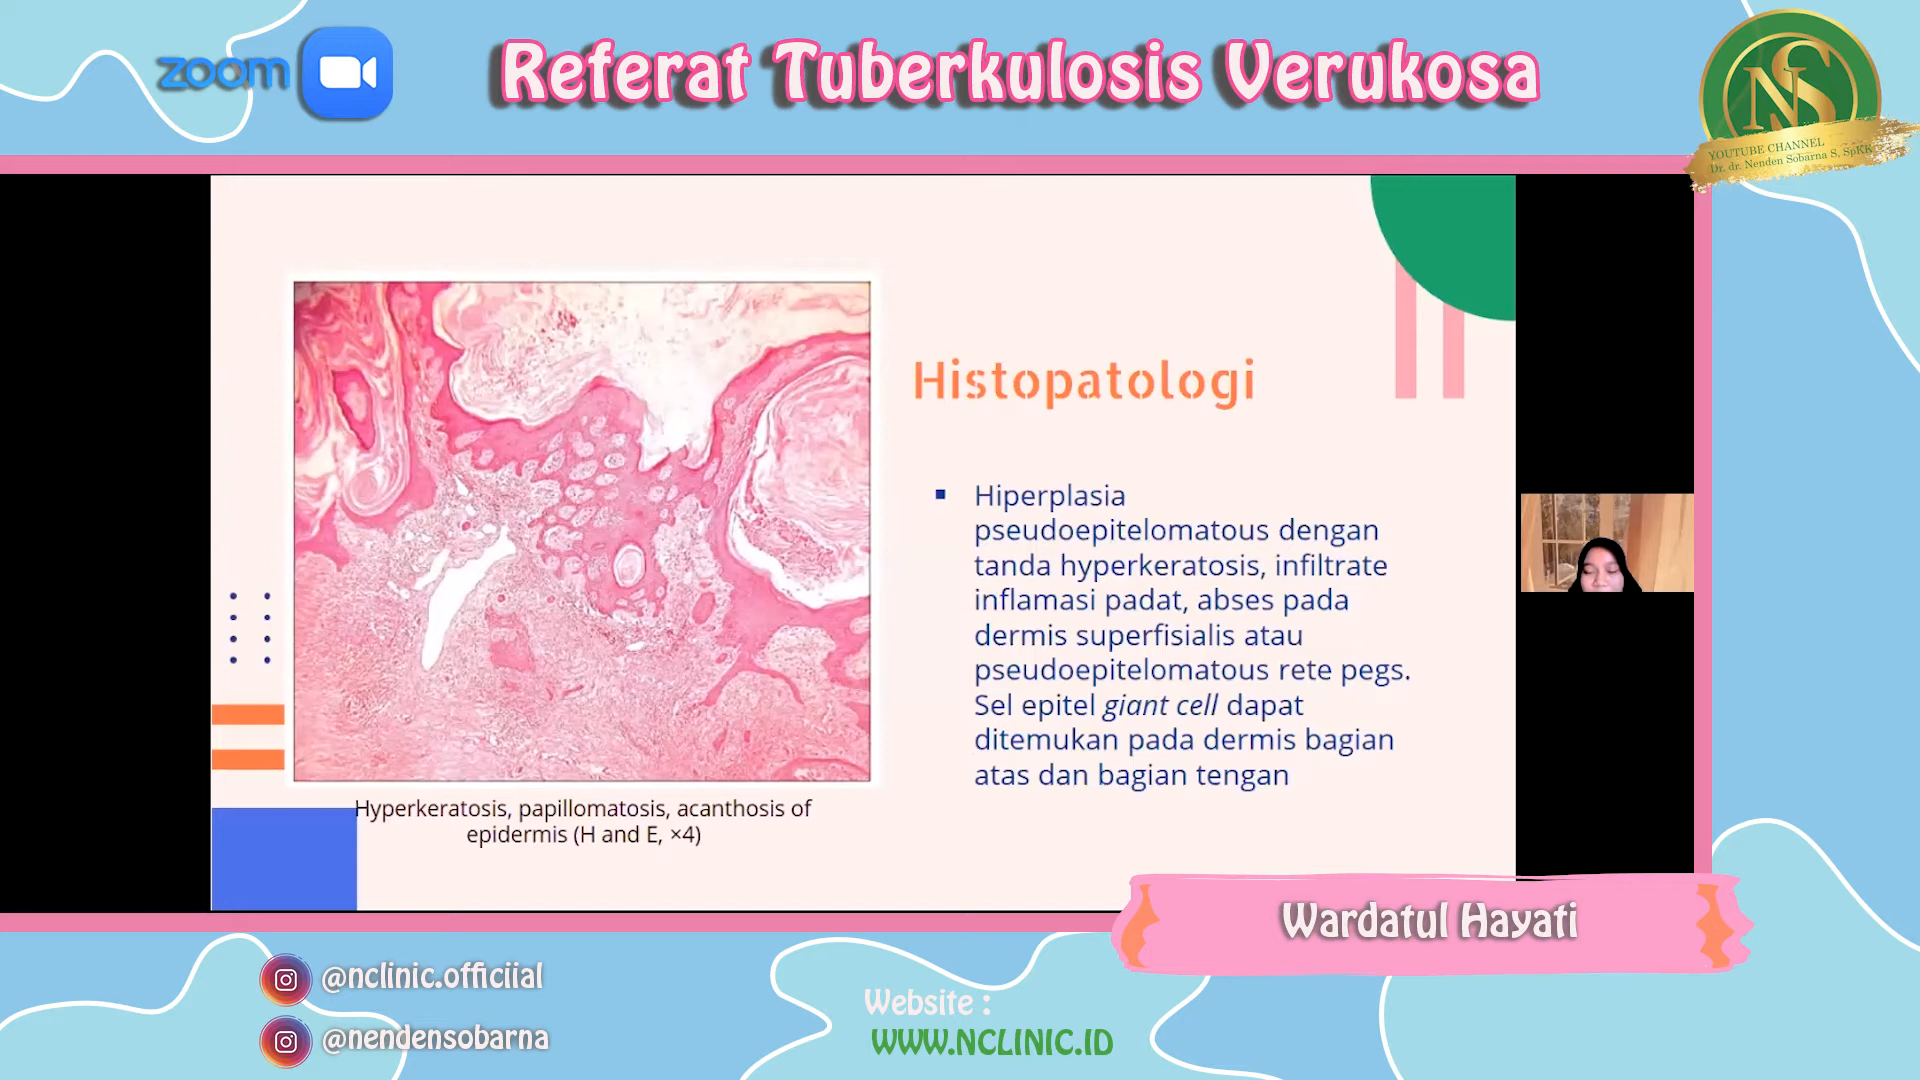 zoom
Referat Tuberkulosis Verukosa
NS
YOUTUBE CHANNEL
Dr. dr. Nenden Sobarna S, SpKK
Histopatologi
Hiperplasia
pseudoepitelomatous dengan
tanda hyperkeratosis, infiltrate
inflamasi padat, abses pada
dermis superfisialis atau
pseudoepitelomatous rete pegs.
Sel epitel giant cell dapat
ditemukan pada dermis bagian
atas dan bagian tengan
Hyperkeratosis, papillomatosis, acanthosis of
epidermis (H and E, ×4)
Wardatul Hayati
@nclinic.officiial
@nendensobarna
Website :
WWW.NCLINIC.ID